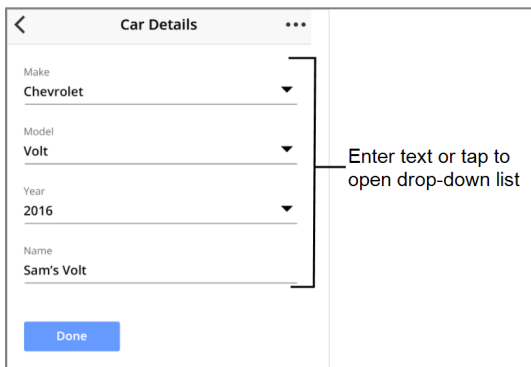 Car Details
Make
Chevrolet
Model
Volt
Year
2016
Name
Sam's Volt
Done
Enter text or tap to
open drop-down list